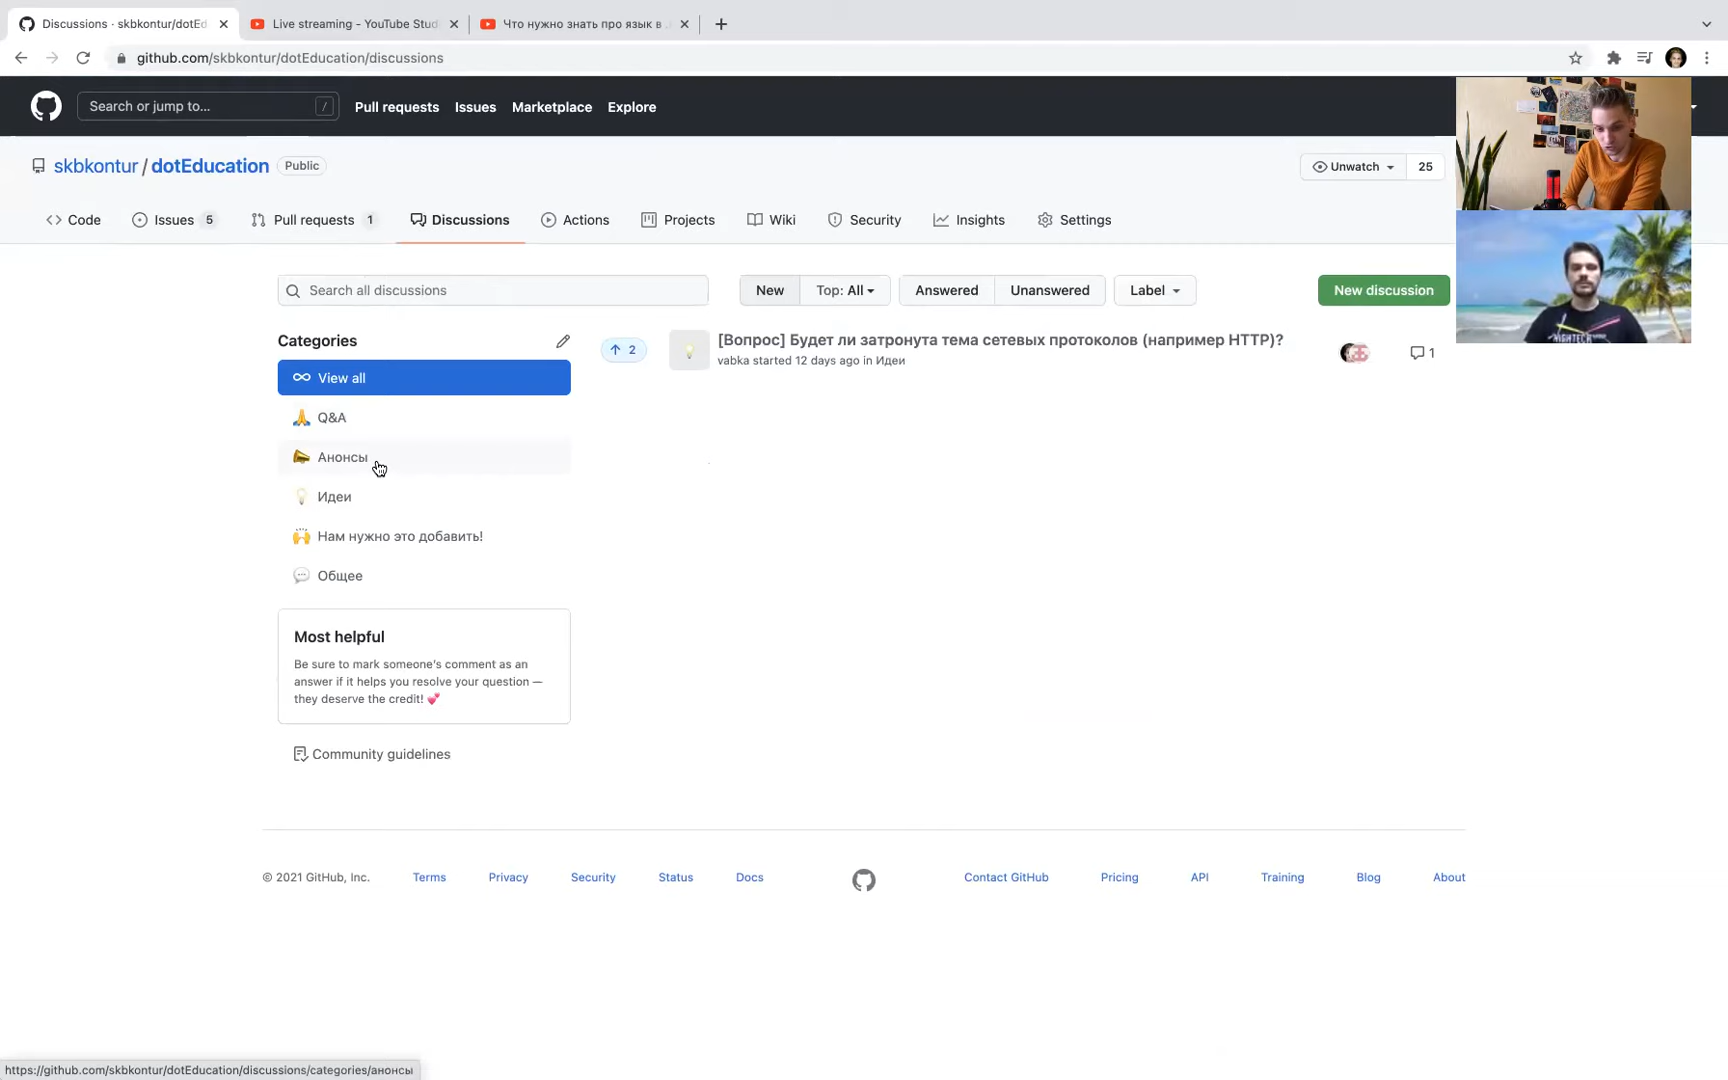 Discussions · skbkontur/dotEd
Live streaming - YouTube Stud
Что нужно знать про язык в
github.com/skbkontur/dotEducation/discussions
Search or jump to...
/
Pull requests
Issues
Marketplace
Explore
skbkontur / dotEducation
Public
Unwatch
25
Code
Issues 5
Pull requests 1
Discussions
Actions
Projects
Wiki
Security
Insights
Settings
Search all discussions
New
Top: All
Answered
Unanswered
Label
New discussion
Categories
View all
Q&A
Анонсы
Идеи
Нам нужно это добавить!
Общее
2
[Вопрос] Будет ли затронута тема сетевых протоколов (например HTTP)?
vabka started 12 days ago in Идеи
1
Most helpful
Be sure to mark someone's comment as an
answer if it helps you resolve your question —
they deserve the credit! 💕
Community guidelines
© 2021 GitHub, Inc.
Terms
Privacy
Security
Status
Docs
Contact GitHub
Pricing
API
Training
Blog
About
https://github.com/skbkontur/dotEducation/discussions/categories/анонсы